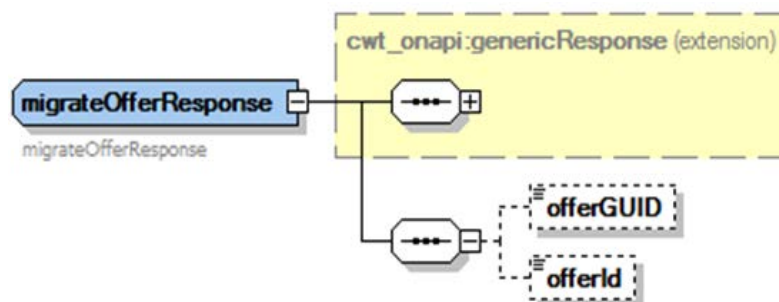 cwt_onapi:genericResponse (extension)
migrateOfferResponse
migrateOfferResponse
offerGUID
offerId